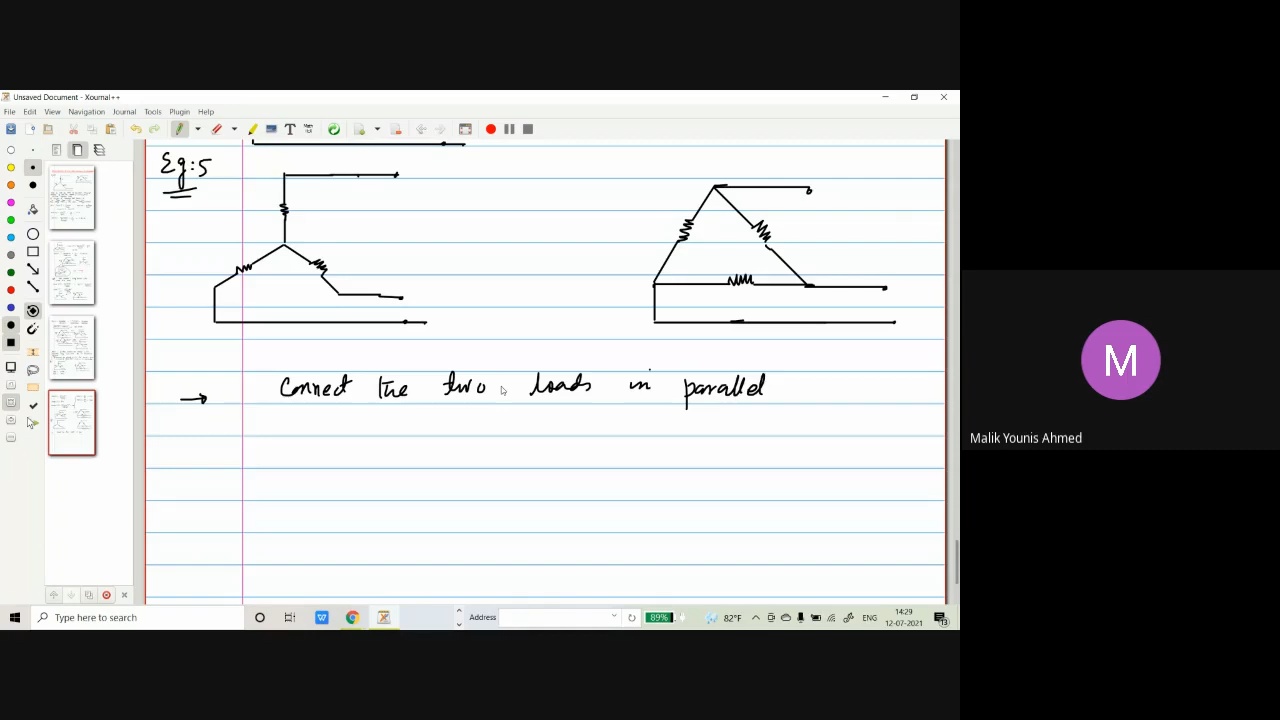 Unsaved Document - Xournal++
File Edit View Navigation Journal Tools Plugin Help
Eg:5
Connect the two loads in parallel
M
Malik Younis Ahmed
Type here to search
Address
89%
82°F
ENG
14:29
12-07-2021
13